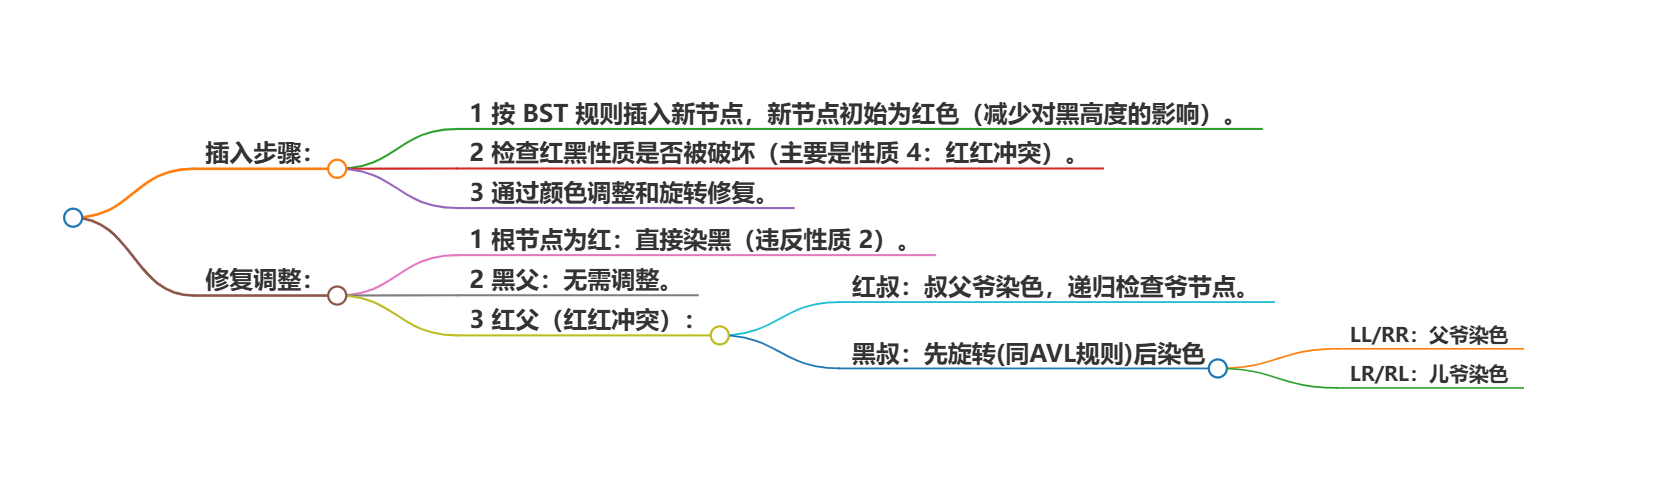 插入步骤：
1 按 BST 规则插入新节点，新节点初始为红色（减少对黑高度的影响）。
2 检查红黑性质是否被破坏（主要是性质 4：红红冲突）。
3 通过颜色调整和旋转修复。
修复调整：
1 根节点为红：直接染黑（违反性质 2）。
2 黑父：无需调整。
3 红父（红红冲突）：
红叔：叔父爷染色，递归检查爷节点。
黑叔：先旋转(同AVL规则)后染色
LL/RR：父爷染色
LR/RL：儿爷染色